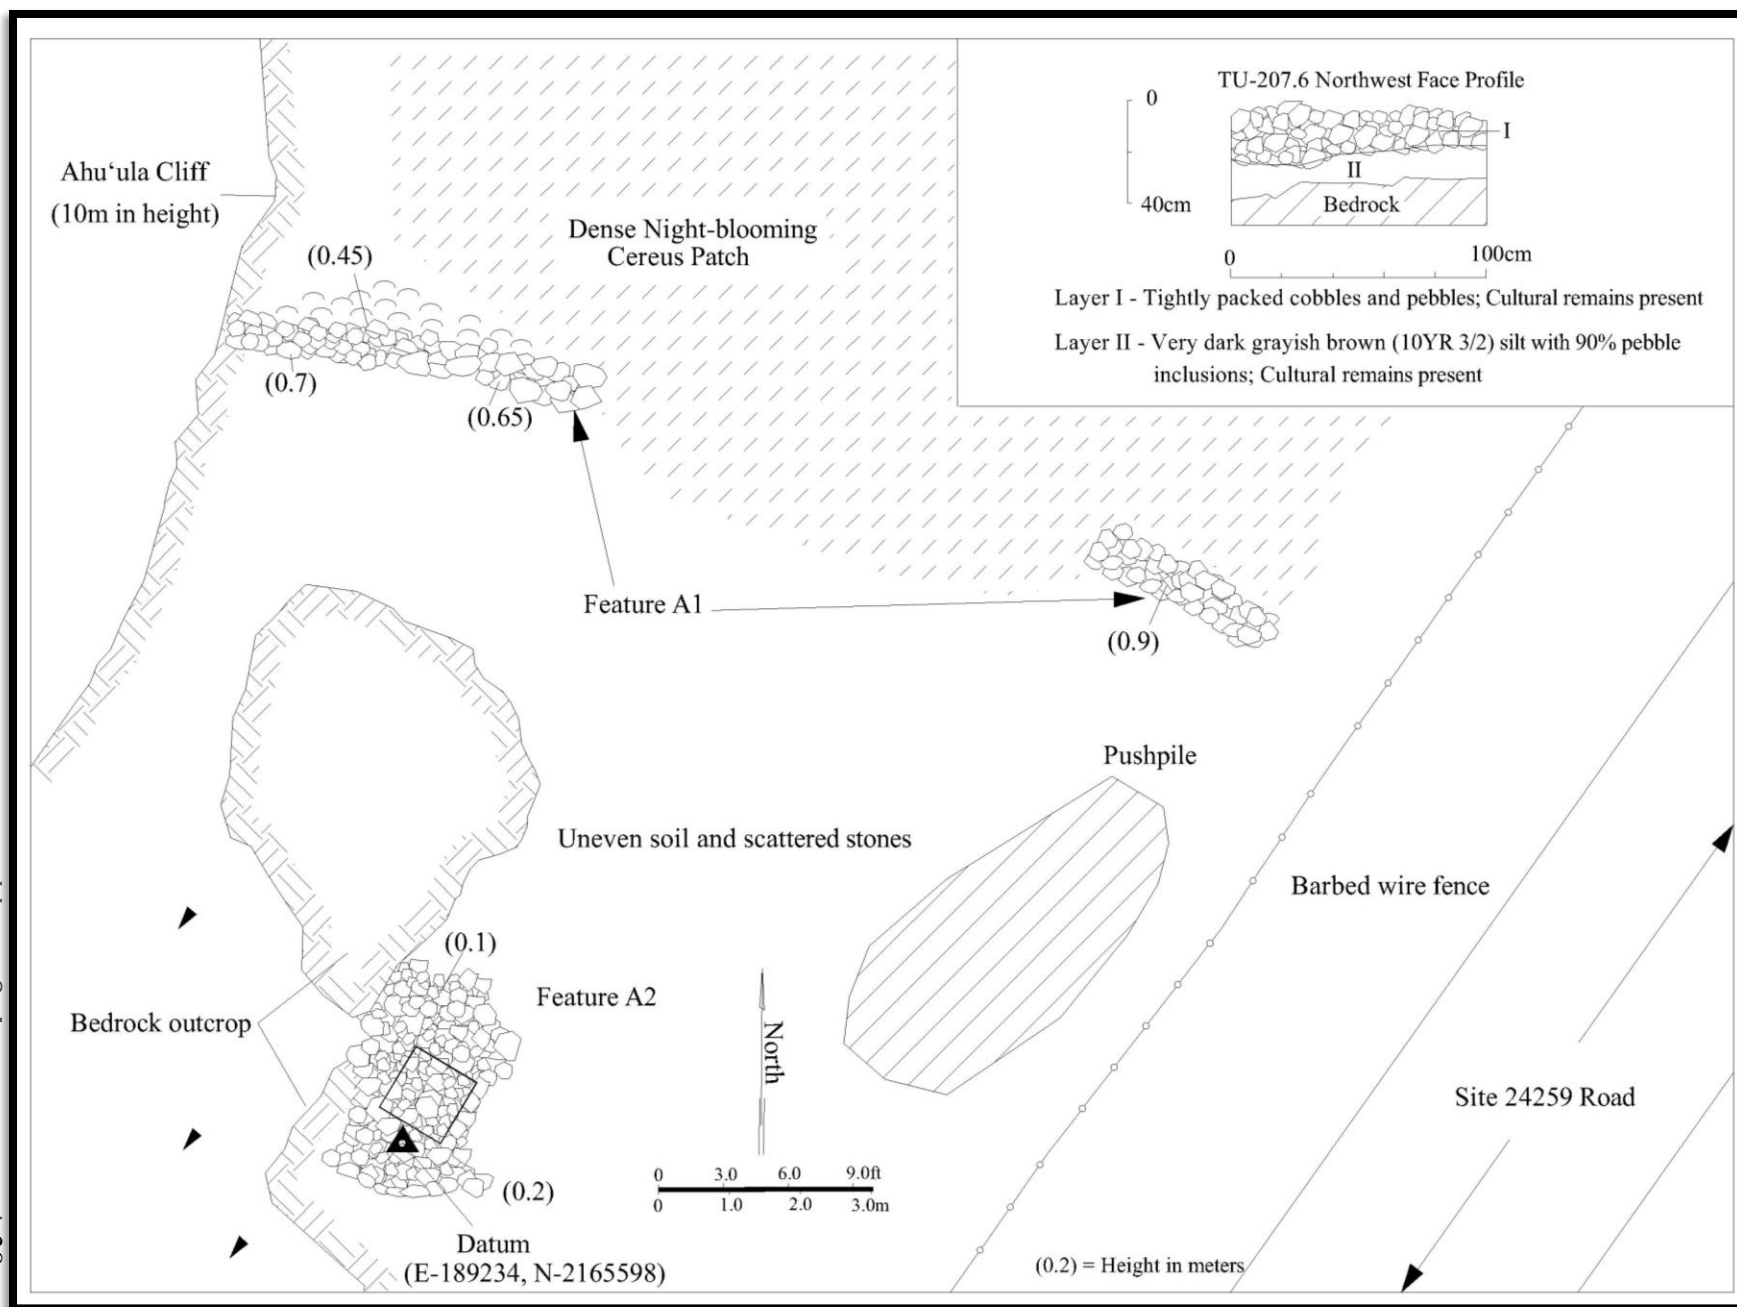 TU-207.6 Northwest Face Profile
0
I
II
40cm
Bedrock
0
100cm
Layer I - Tightly packed cobbles and pebbles; Cultural remains present
Layer II - Very dark grayish brown (10YR 3/2) silt with 90% pebble
inclusions; Cultural remains present
Ahu‘ula Cliff
(10m in height)
Dense Night-blooming
Cereus Patch
(0.45)
(0.7)
(0.65)
Feature A1
(0.9)
Pushpile
Uneven soil and scattered stones
Barbed wire fence
(0.1)
Feature A2
Bedrock outcrop
North
Site 24259 Road
0 3.0 6.0 9.0ft
0 1.0 2.0 3.0m
(0.2)
Datum
(E-189234, N-2165598)
(0.2) = Height in meters